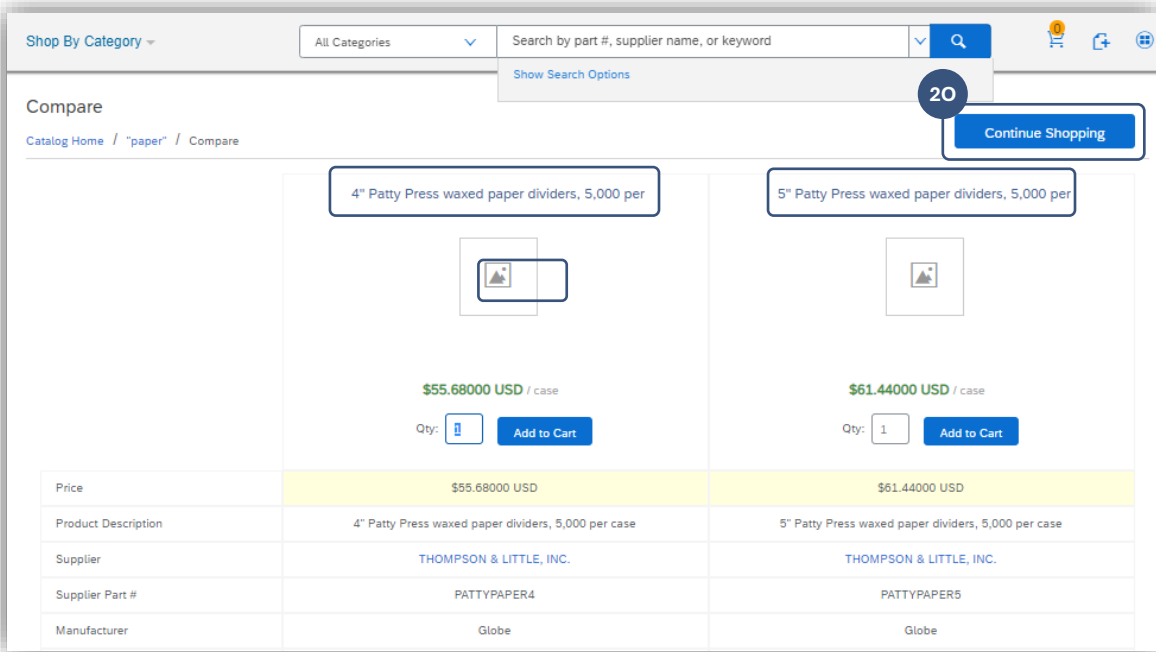 Shop By Category
All Categories
Search by part #, supplier name, or keyword
0
Show Search Options
20
Compare
Catalog Home / "paper" / Compare
Continue Shopping
4" Patty Press waxed paper dividers, 5,000 per
5" Patty Press waxed paper dividers, 5,000 per
$55.68000 USD / case
$61.44000 USD / case
Qty: 1 Add to Cart
Qty: 1 Add to Cart
Price $55.68000 USD $61.44000 USD
Product Description 4" Patty Press waxed paper dividers, 5,000 per case 5" Patty Press waxed paper dividers, 5,000 per case
Supplier THOMPSON & LITTLE, INC. THOMPSON & LITTLE, INC.
Supplier Part # PATTYPAPER4 PATTYPAPER5
Manufacturer Globe Globe